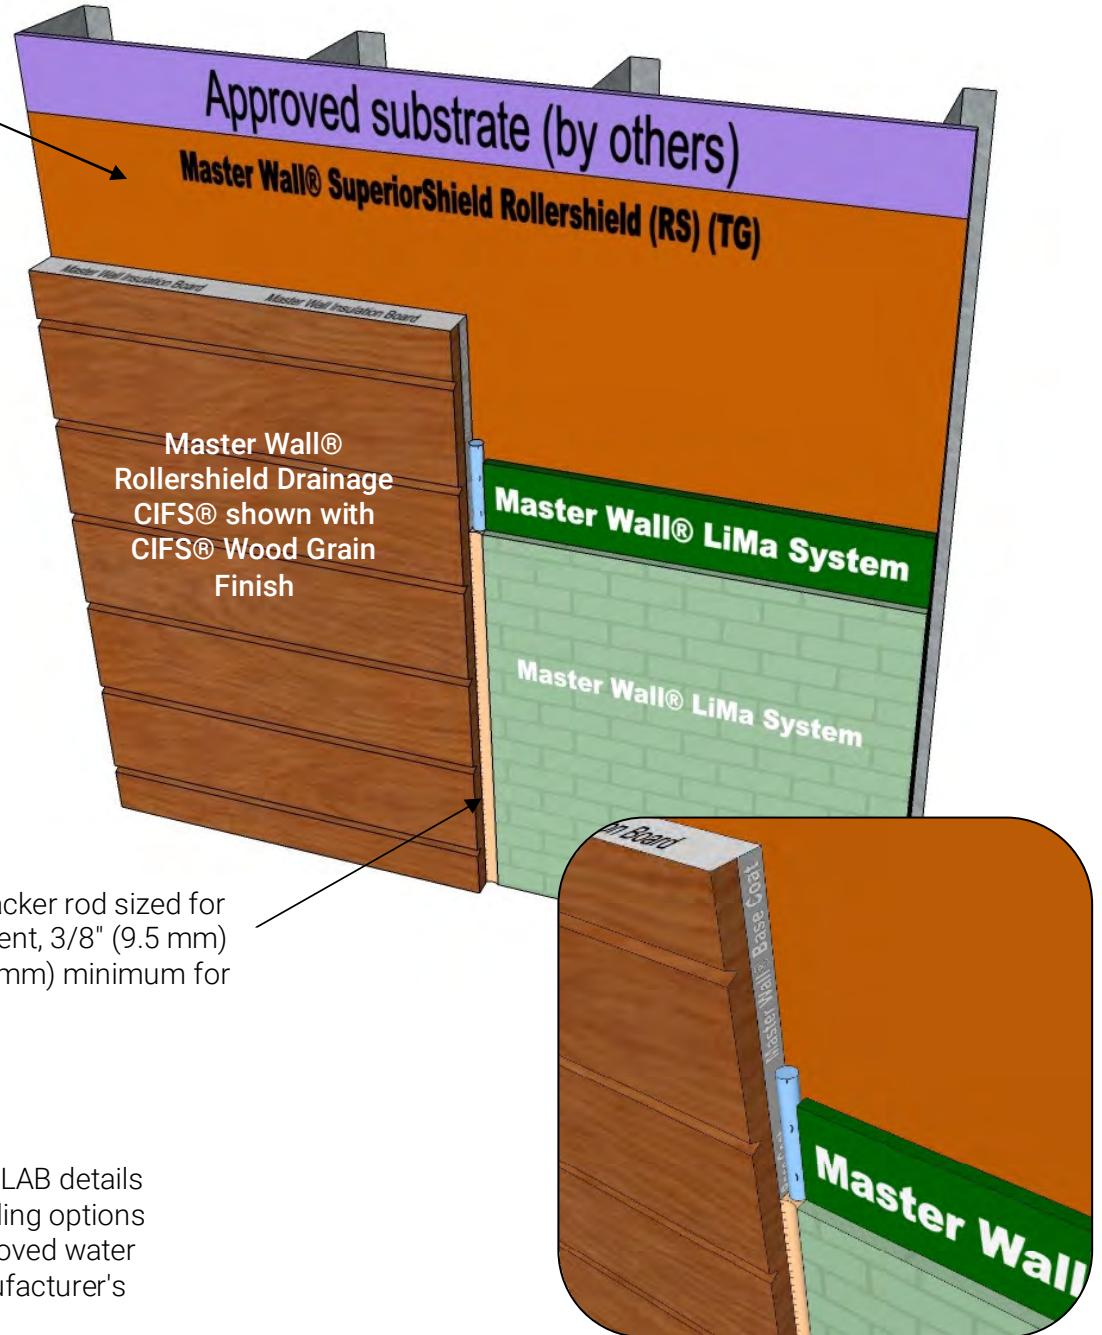 Approved substrate (by others)
Master Wall® SuperiorShield Rollershield (RS) (TG)
Master Wall Insulation Board Master Wall Insulation Board
Master Wall®
Rollershield Drainage
CIFS® shown with
CIFS® Wood Grain
Finish
Master Wall® LiMa System
Master Wall® LiMa System
acker rod sized for
ent, 3/8" (9.5 mm)
mm) minimum for
on Board
Master Wall® Base Coat
Master Wall
LAB details
ling options
oved water
ufacturer's